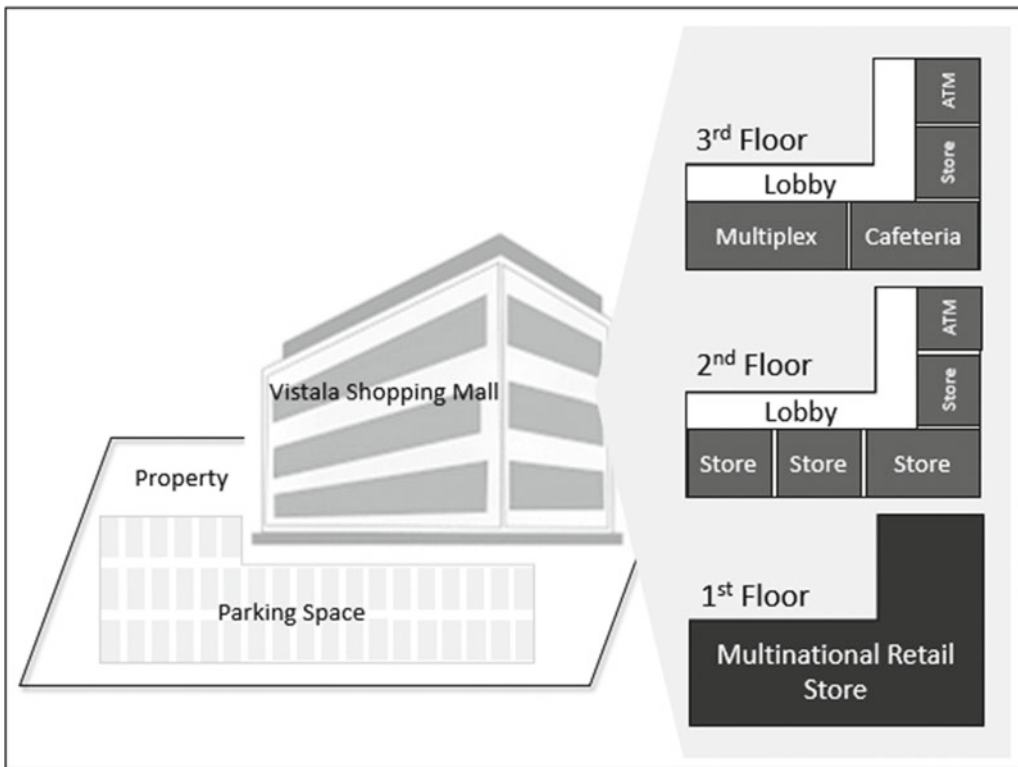 Vistala Shopping Mall
Property
Parking Space
3rd Floor
Lobby
ATM
Store
Multiplex
Cafeteria
2nd Floor
Lobby
ATM
Store
Store
Store
Store
1st Floor
Multinational Retail
Store